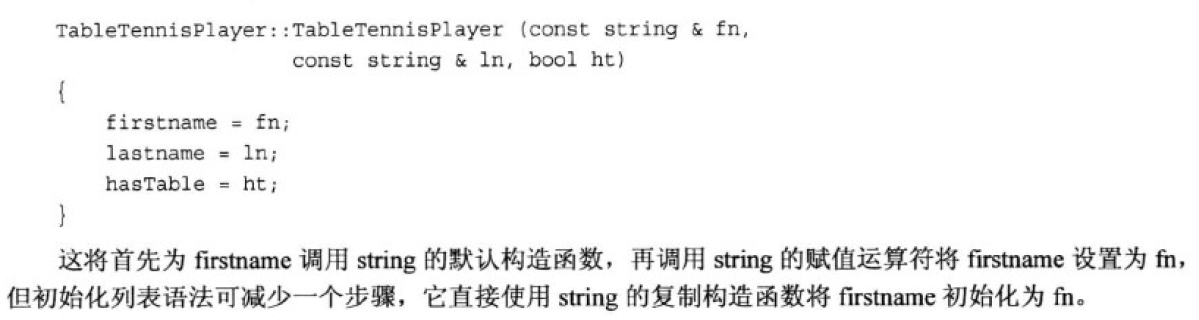 TableTennisPlayer::TableTennisPlayer (const string & fn,
const string & ln, bool ht)
{
firstname = fn;
lastname = ln;
hasTable = ht;
}
这将首先为 firstname 调用 string 的默认构造函数，再调用 string 的赋值运算符将 firstname 设置为 fn，
但初始化列表语法可减少一个步骤，它直接使用 string 的复制构造函数将 firstname 初始化为 fn。